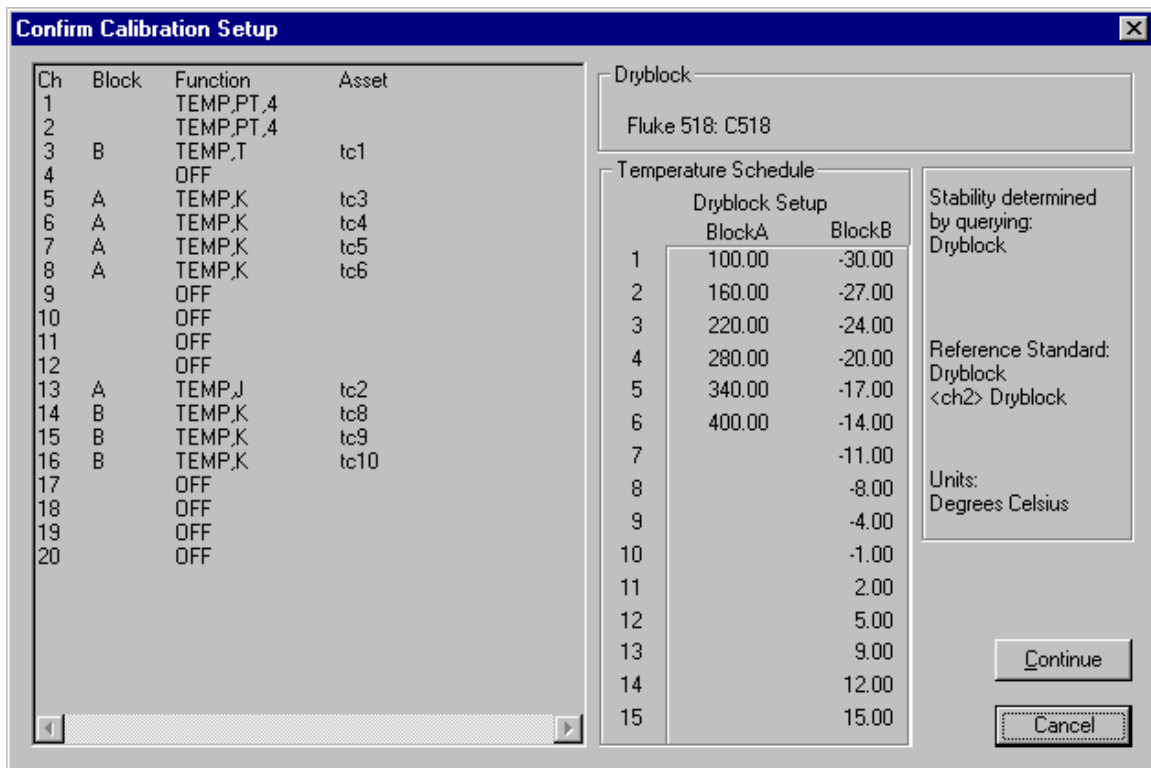 Confirm Calibration Setup
Ch Block Function Asset
1 TEMP,PT,4
2 TEMP,PT,4
3 B TEMP,T tc1
4 OFF
5 A TEMP,K tc3
6 A TEMP,K tc4
7 A TEMP,K tc5
8 A TEMP,K tc6
9 OFF
10 OFF
11 OFF
12 OFF
13 A TEMP,J tc2
14 B TEMP,K tc8
15 B TEMP,K tc9
16 B TEMP,K tc10
17 OFF
18 OFF
19 OFF
20 OFF
Dryblock
Fluke 518: C518
Temperature Schedule
Dryblock Setup
BlockA BlockB
1 100.00 -30.00
2 160.00 -27.00
3 220.00 -24.00
4 280.00 -20.00
5 340.00 -17.00
6 400.00 -14.00
7 -11.00
8 -8.00
9 -4.00
10 -1.00
11 2.00
12 5.00
13 9.00
14 12.00
15 15.00
Stability determined
by querying:
Dryblock
Reference Standard:
Dryblock
<ch2> Dryblock
Units:
Degrees Celsius
Continue
Cancel